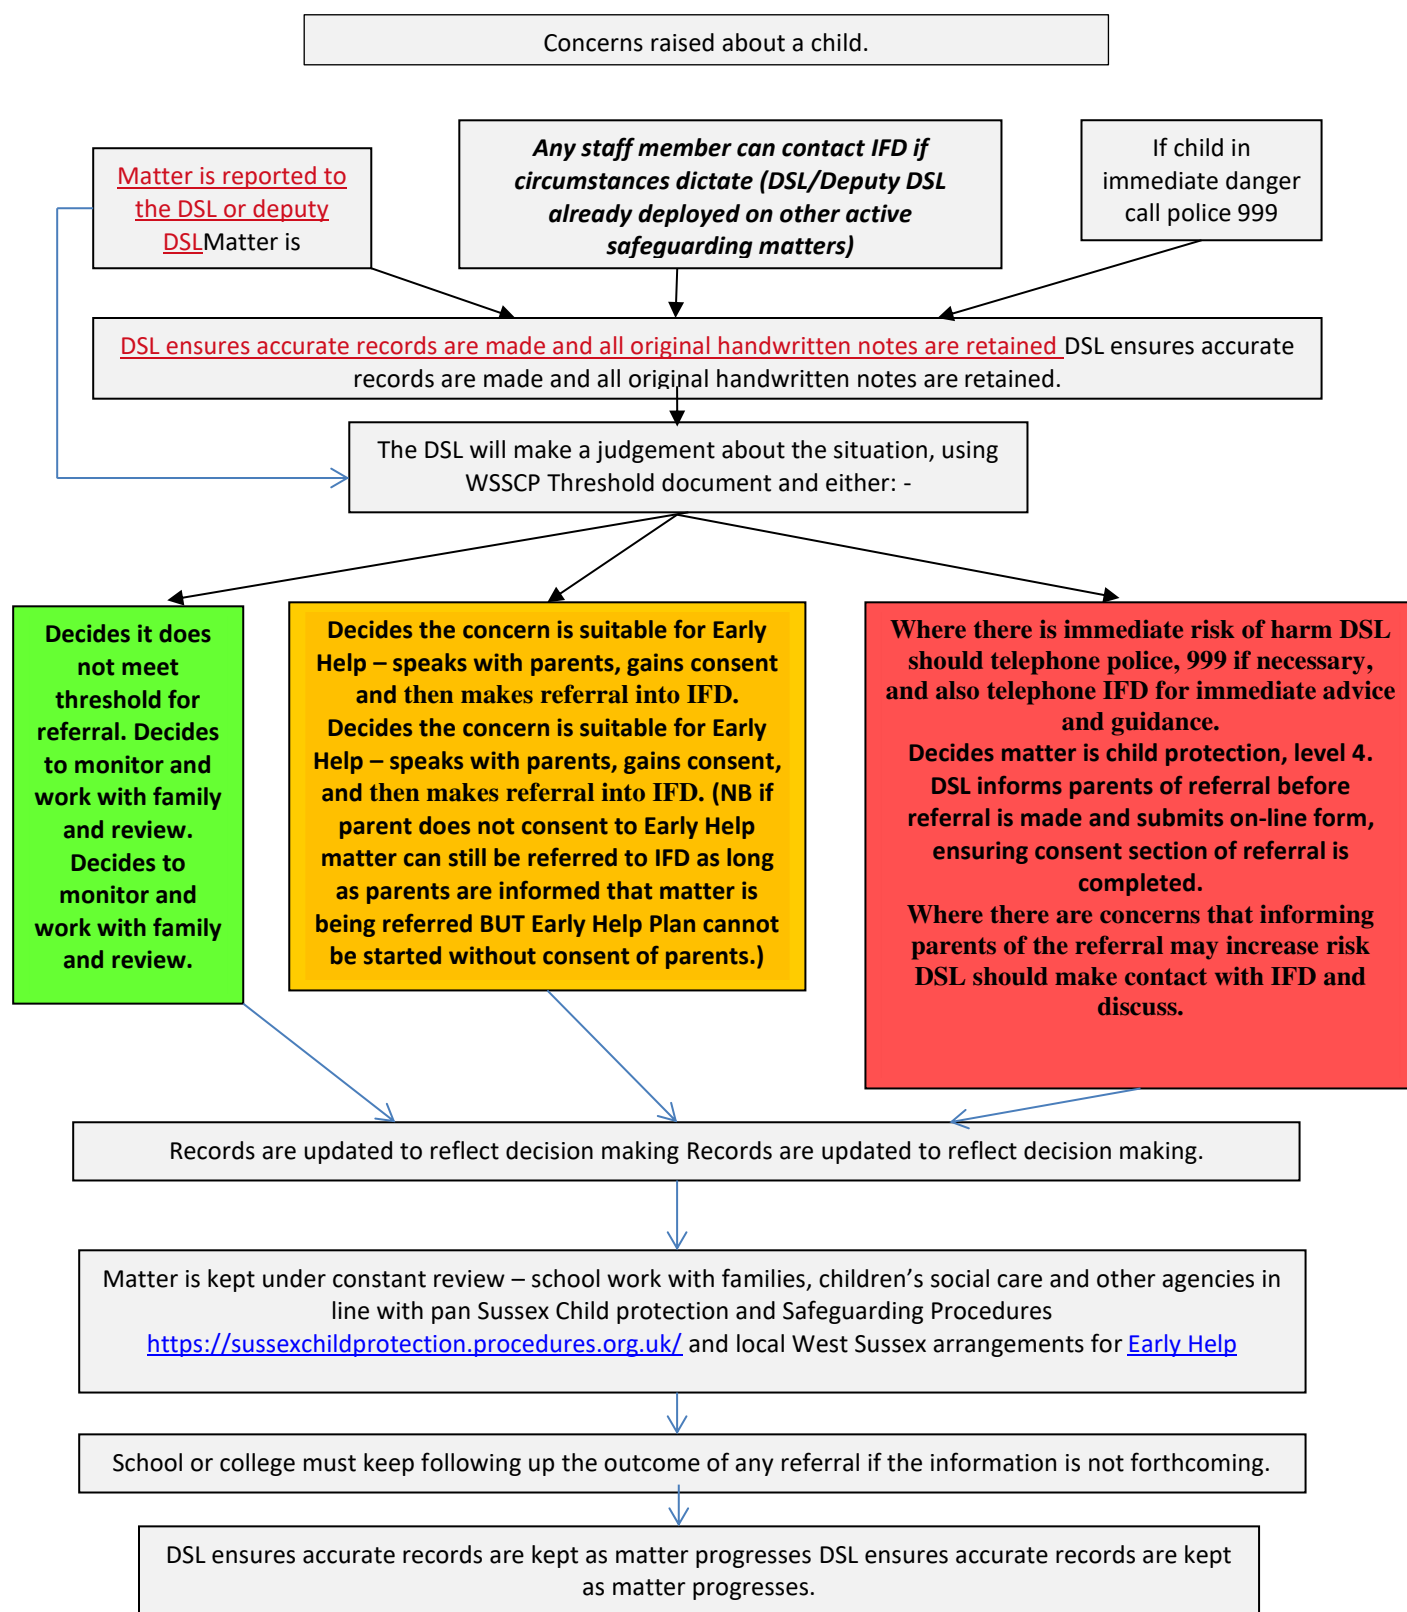 Concerns raised about a child.
Matter is reported to
the DSL or deputy
DSLMatter is
Any staff member can contact IFD if
circumstances dictate (DSL/Deputy DSL
already deployed on other active
safeguarding matters)
If child in
immediate danger
call police 999
DSL ensures accurate records are made and all original handwritten notes are retained DSL ensures accurate
records are made and all original handwritten notes are retained.
The DSL will make a judgement about the situation, using
WSSCP Threshold document and either: -
Decides it does
not meet
threshold for
referral. Decides
to monitor and
work with family
and review.
Decides to
monitor and
work with family
and review.
Decides the concern is suitable for Early
Help – speaks with parents, gains consent
and then makes referral into IFD.
Decides the concern is suitable for Early
Help – speaks with parents, gains consent,
and then makes referral into IFD. (NB if
parent does not consent to Early Help
matter can still be referred to IFD as long
as parents are informed that matter is
being referred BUT Early Help Plan cannot
be started without consent of parents.)
Where there is immediate risk of harm DSL
should telephone police, 999 if necessary,
and also telephone IFD for immediate advice
and guidance.
Decides matter is child protection, level 4.
DSL informs parents of referral before
referral is made and submits on-line form,
ensuring consent section of referral is
completed.
Where there are concerns that informing
parents of the referral may increase risk
DSL should make contact with IFD and
discuss.
Records are updated to reflect decision making Records are updated to reflect decision making.
Matter is kept under constant review – school work with families, children’s social care and other agencies in
line with pan Sussex Child protection and Safeguarding Procedures
https://sussexchildprotection.procedures.org.uk/ and local West Sussex arrangements for Early Help
School or college must keep following up the outcome of any referral if the information is not forthcoming.
DSL ensures accurate records are kept as matter progresses DSL ensures accurate records are kept
as matter progresses.